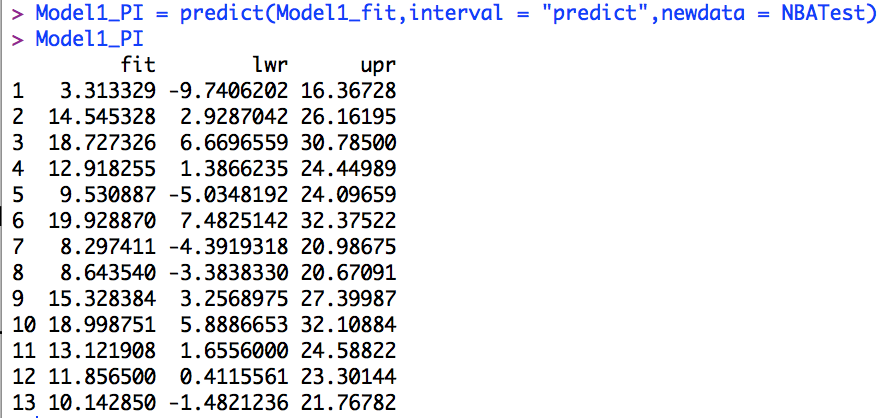 > Model1_PI = predict(Model1_fit,interval = "predict",newdata = NBATest)
> Model1_PI
fit lwr upr
1 3.313329 -9.7406202 16.36728
2 14.545328 2.9287042 26.16195
3 18.727326 6.6696559 30.78500
4 12.918255 1.3866235 24.44989
5 9.530887 -5.0348192 24.09659
6 19.928870 7.4825142 32.37522
7 8.297411 -4.3919318 20.98675
8 8.643540 -3.3838330 20.67091
9 15.328384 3.2568975 27.39987
10 18.998751 5.8886653 32.10884
11 13.121908 1.6556000 24.58822
12 11.856500 0.4115561 23.30144
13 10.142850 -1.4821236 21.76782